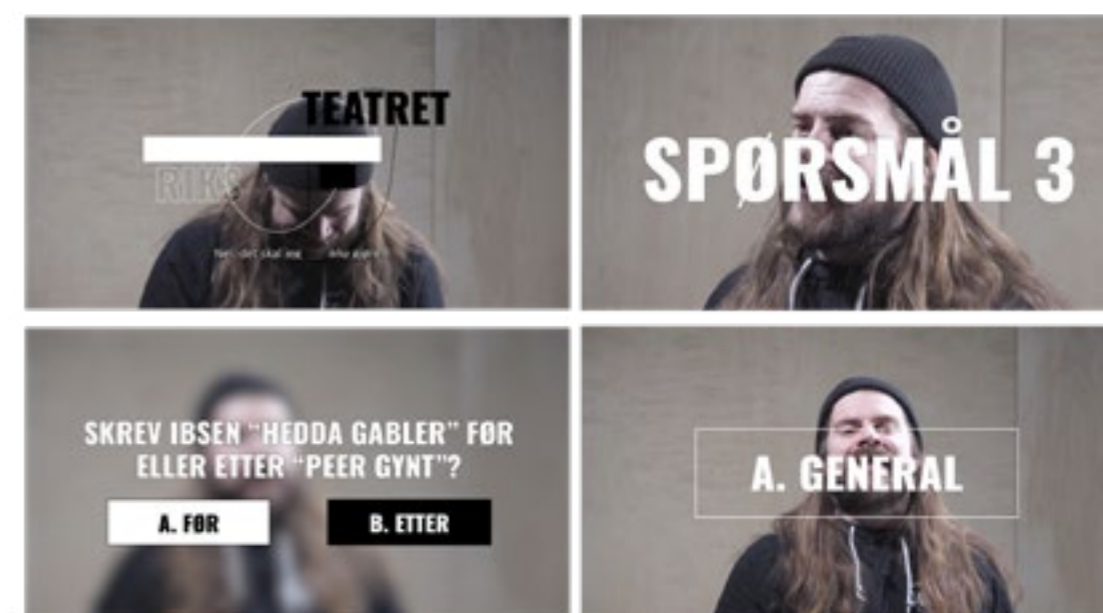 TEATRET
RIKS
SPØRSMÅL 3
SKREV IBSEN “HEDDA GABLER” FØR
ELLER ETTER “PEER GYNT”?
A. FØR
B. ETTER
A. GENERAL